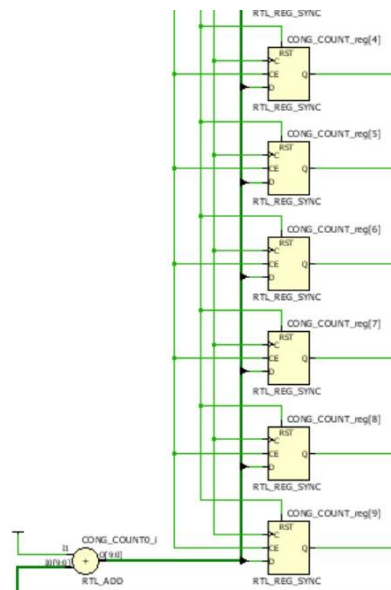 RTL_REG_SYNC
CONG_COUNT_reg[4]
RST
C
CE Q
D
RTL_REG_SYNC
CONG_COUNT_reg[5]
RST
C
CE Q
D
RTL_REG_SYNC
CONG_COUNT_reg[6]
RST
C
CE Q
D
RTL_REG_SYNC
CONG_COUNT_reg[7]
RST
C
CE Q
D
RTL_REG_SYNC
CONG_COUNT_reg[8]
RST
C
CE Q
D
RTL_REG_SYNC
CONG_COUNT_reg[9]
RST
C
CE Q
D
RTL_REG_SYNC
CONG_COUNT0_i
I1
I0[9:0] + O[9:0]
RTL_ADD